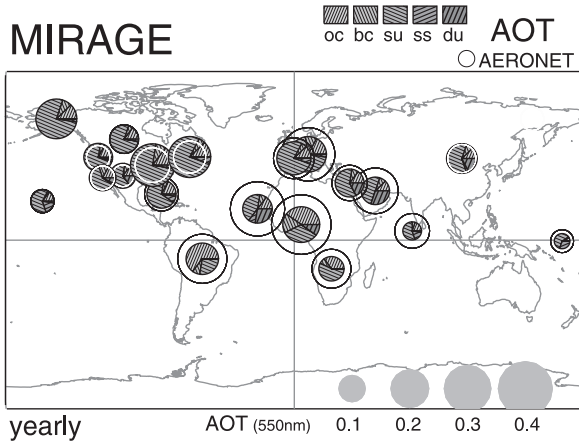 MIRAGE
oc bc su ss du
AOT
AERONET
yearly
AOT (550nm) 0.1 0.2 0.3 0.4